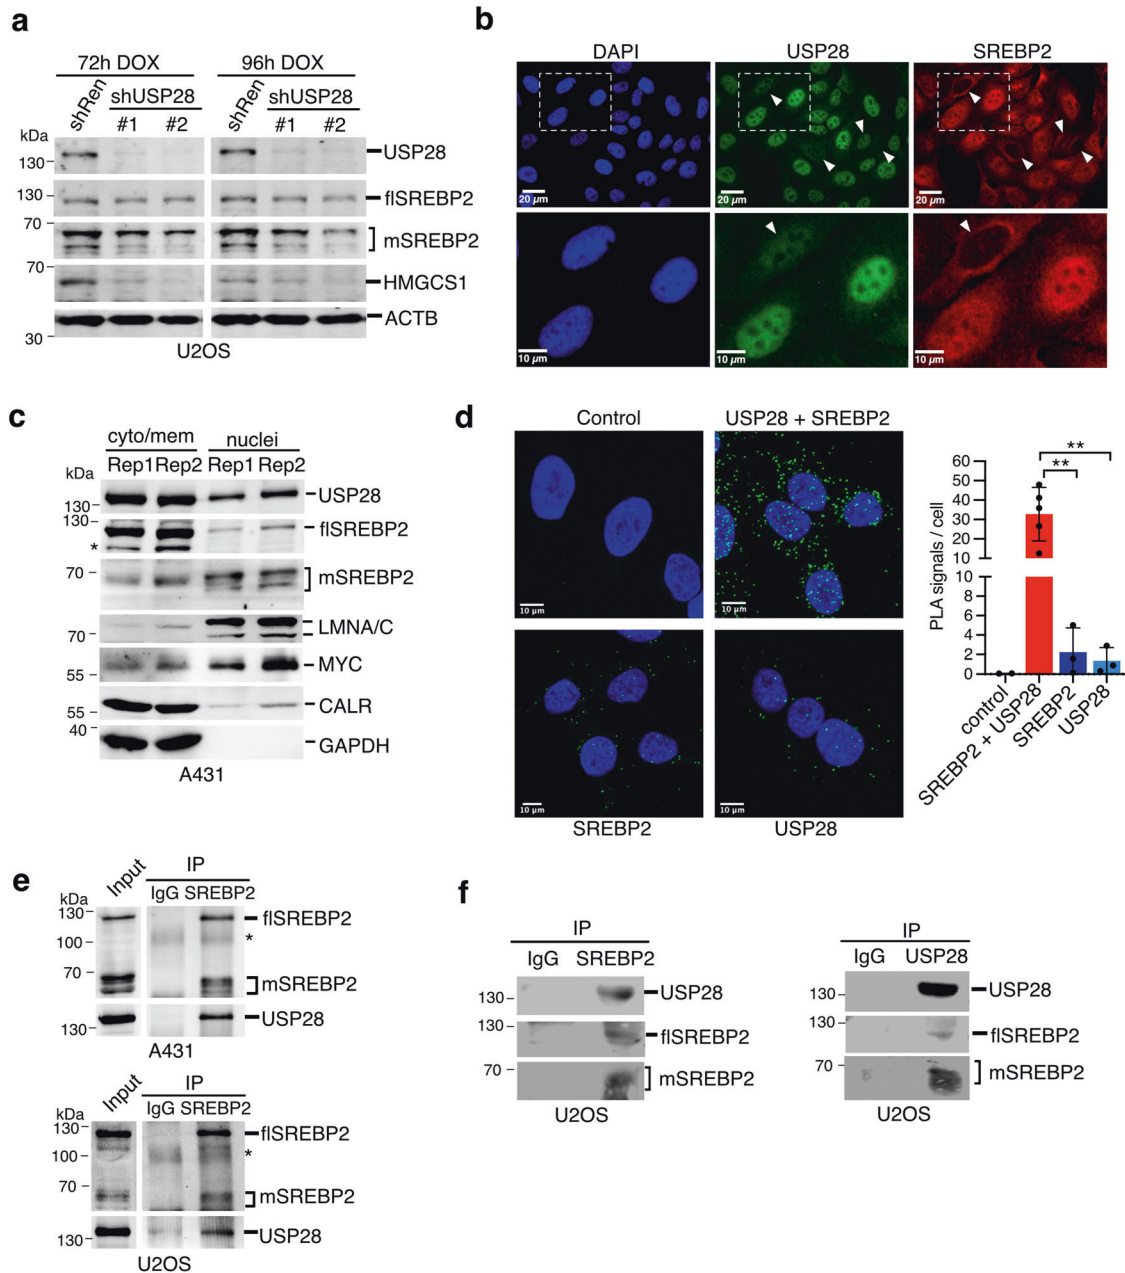 a
72h DOX 96h DOX
shRen shUSP28 shRen shUSP28
#1 #2 #1 #2
kDa
130 USP28
130 flSREBP2
70 mSREBP2
70 HMGCS1
ACTB
30
U2OS
b
DAPI USP28 SREBP2
20 µm 20 µm 20 µm
10 µm 10 µm 10 µm
c
cyto/mem nuclei
Rep1 Rep2 Rep1 Rep2
kDa
130 USP28
130 flSREBP2
*
70 mSREBP2
70 LMNA/C
55 MYC
55 CALR
40 GAPDH
A431
d
Control USP28 + SREBP2
10 µm 10 µm
10 µm 10 µm
SREBP2 USP28
**
**
PLA signals / cell
60
50
40
30
20
10
10
8
6
4
2
0
control
SREBP2 + USP28
SREBP2
USP28
e
Input IP
IgG SREBP2
kDa
130 flSREBP2
100 *
70 mSREBP2
130 USP28
A431
Input IP
IgG SREBP2
kDa
130 flSREBP2
100 *
70 mSREBP2
130 USP28
U2OS
f
IP
IgG SREBP2
130 USP28
130 flSREBP2
70 mSREBP2
U2OS
IP
IgG USP28
130 USP28
130 flSREBP2
70 mSREBP2
U2OS